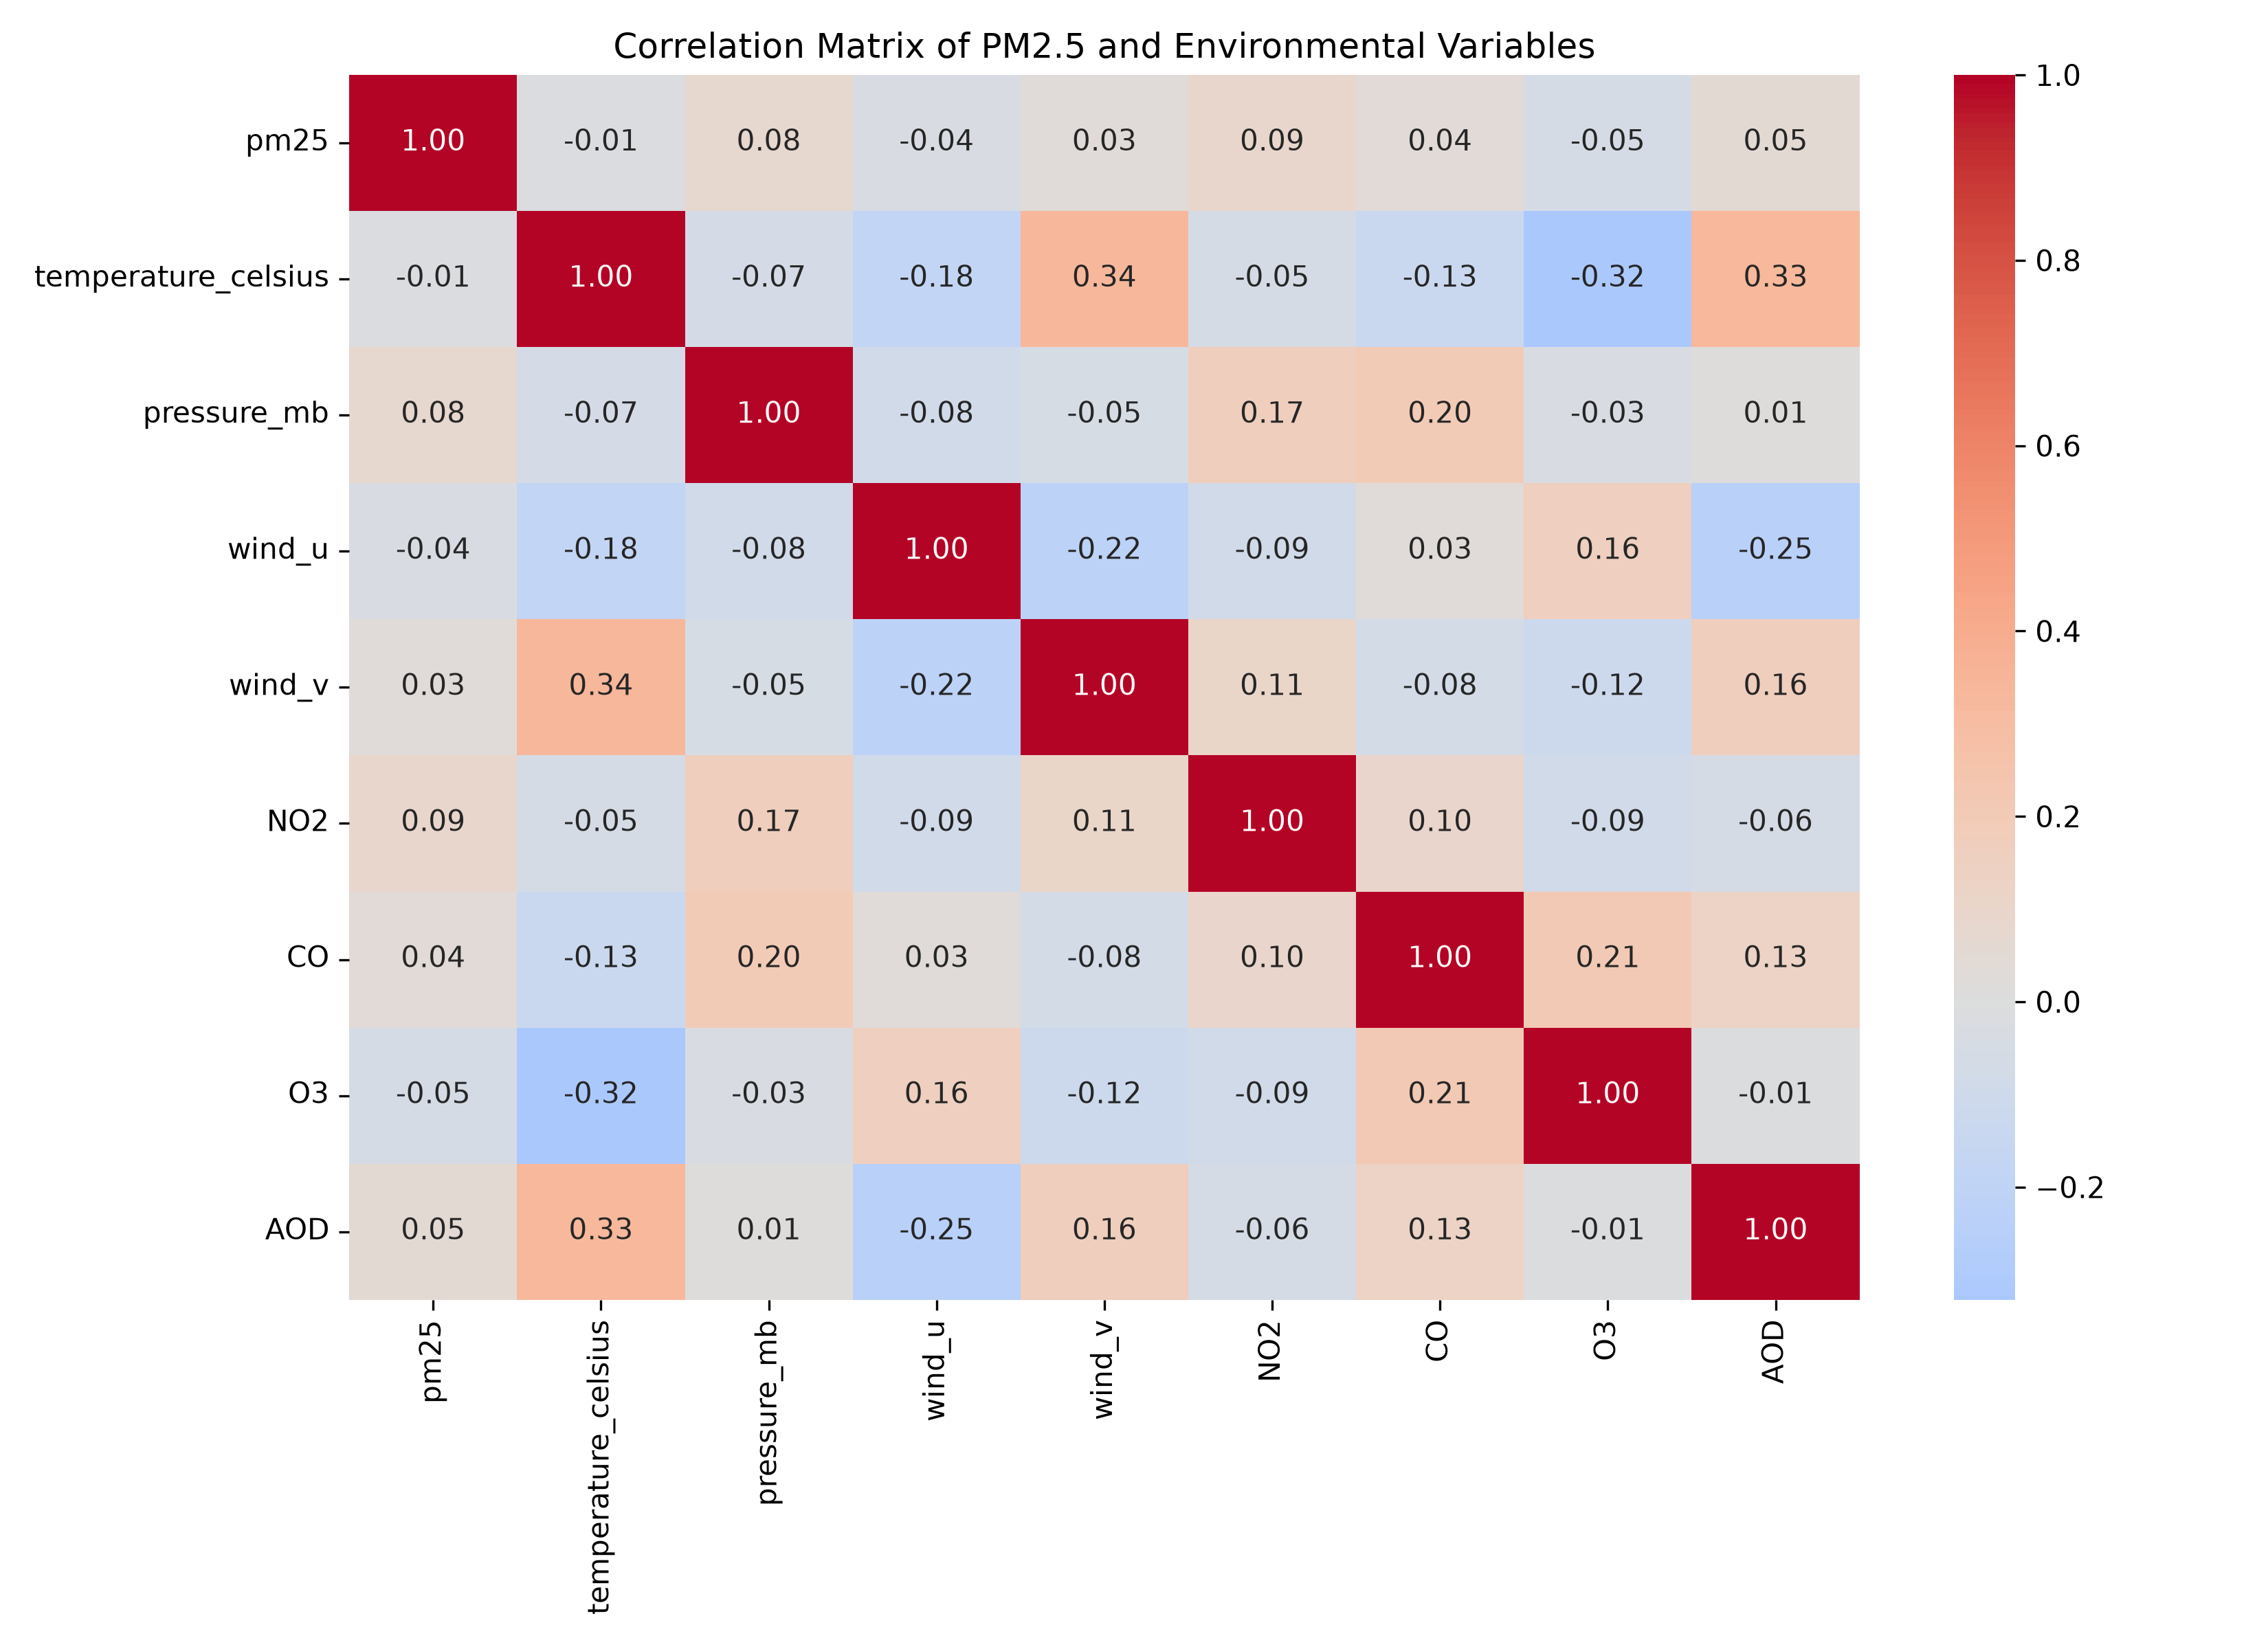 Correlation Matrix of PM2.5 and Environmental Variables
pm25 1.00 -0.01 0.08 -0.04 0.03 0.09 0.04 -0.05 0.05
temperature_celsius -0.01 1.00 -0.07 -0.18 0.34 -0.05 -0.13 -0.32 0.33
pressure_mb 0.08 -0.07 1.00 -0.08 -0.05 0.17 0.20 -0.03 0.01
wind_u -0.04 -0.18 -0.08 1.00 -0.22 -0.09 0.03 0.16 -0.25
wind_v 0.03 0.34 -0.05 -0.22 1.00 0.11 -0.08 -0.12 0.16
NO2 0.09 -0.05 0.17 -0.09 0.11 1.00 0.10 -0.09 -0.06
CO 0.04 -0.13 0.20 0.03 -0.08 0.10 1.00 0.21 0.13
O3 -0.05 -0.32 -0.03 0.16 -0.12 -0.09 0.21 1.00 -0.01
AOD 0.05 0.33 0.01 -0.25 0.16 -0.06 0.13 -0.01 1.00
pm25
temperature_celsius
pressure_mb
wind_u
wind_v
NO2
CO
O3
AOD
1.0
0.8
0.6
0.4
0.2
0.0
−0.2